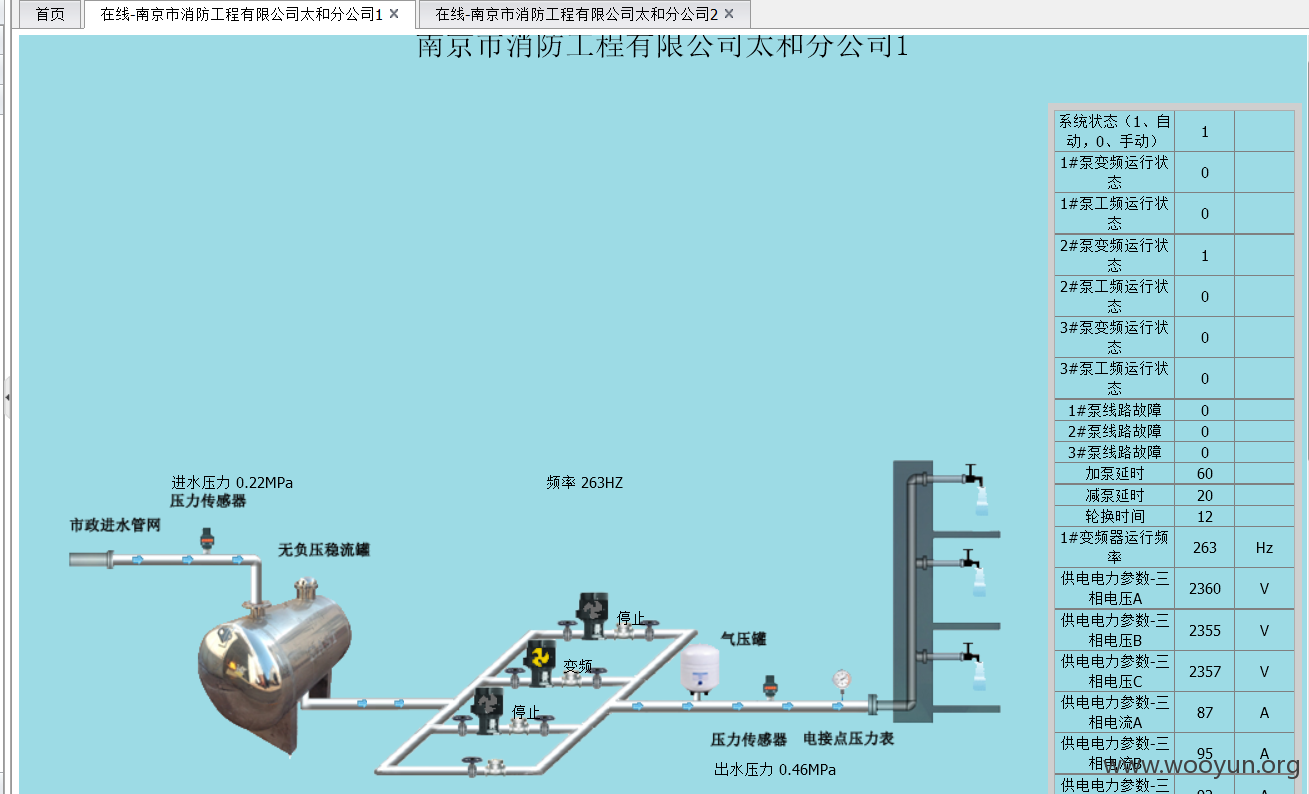 首页
在线-南京市消防工程有限公司太和分公司1
在线-南京市消防工程有限公司太和分公司2
南京市消防工程有限公司太和分公司1
系统状态（1、自
动，0、手动）
1
1#泵变频运行状
态
0
1#泵工频运行状
态
0
2#泵变频运行状
态
1
2#泵工频运行状
态
0
3#泵变频运行状
态
0
3#泵工频运行状
态
0
1#泵线路故障
0
2#泵线路故障
0
3#泵线路故障
0
加泵延时
60
减泵延时
20
轮换时间
12
1#变频器运行频
率
263
Hz
供电电力参数-三
相电压A
2360
V
供电电力参数-三
相电压B
2355
V
供电电力参数-三
相电压C
2357
V
供电电力参数-三
相电流A
87
A
供电电力参数-三
相电流B
95
A
供电电力参数-三
进水压力 0.22MPa
压力传感器
市政进水管网
无负压稳流罐
频率 263HZ
停止
变频
停止
气压罐
压力传感器
电接点压力表
出水压力 0.46MPa
www.wooyun.org